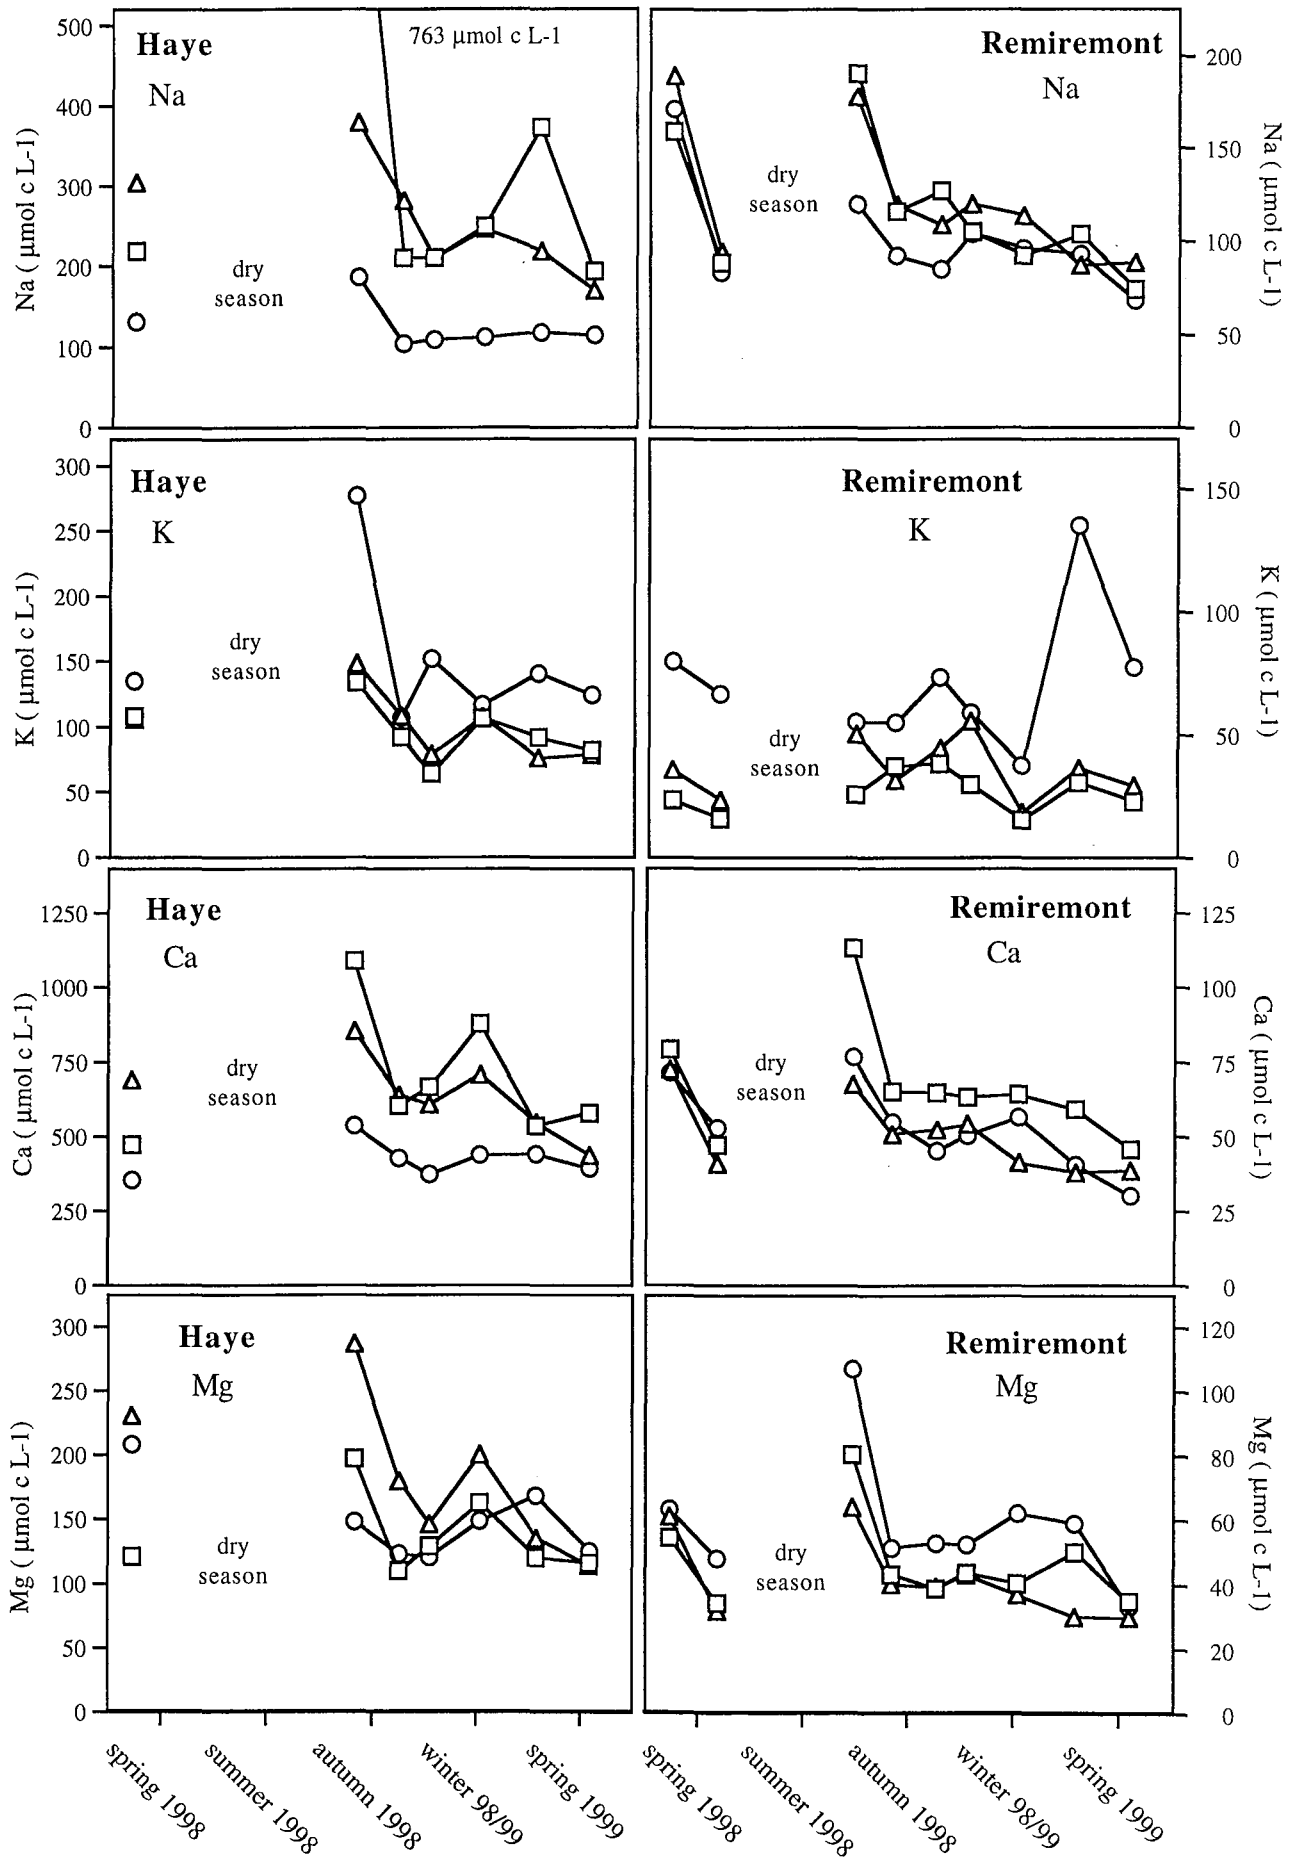 500
400
300
200
100
0
Na ( µmol c L-1)
Haye
Na
763 µmol c L-1
dry
season
Remiremont
Na
dry
season
200
150
100
50
0
Na ( µmol c L-1)
300
250
200
150
100
50
0
K ( µmol c L-1)
Haye
K
dry
season
Remiremont
K
dry
season
150
100
50
0
K ( µmol c L-1)
1250
1000
750
500
250
0
Ca ( µmol c L-1)
Haye
Ca
dry
season
Remiremont
Ca
dry
season
125
100
75
50
25
0
Ca ( µmol c L-1)
300
250
200
150
100
50
0
Mg ( µmol c L-1)
Haye
Mg
dry
season
Remiremont
Mg
dry
season
120
100
80
60
40
20
0
Mg ( µmol c L-1)
spring 1998
summer 1998
autumn 1998
winter 98/99
spring 1999
spring 1998
summer 1998
autumn 1998
winter 98/99
spring 1999